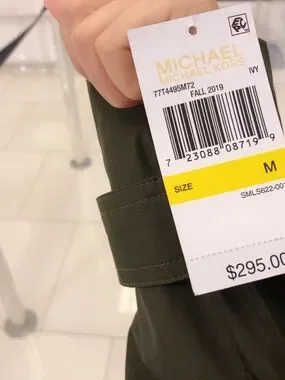 MICHAEL
MICHAEL KORS
IVY
77T4495M72
FALL 2019
7 23088 08719 9
SIZE M
SMLS622-001
$295.00